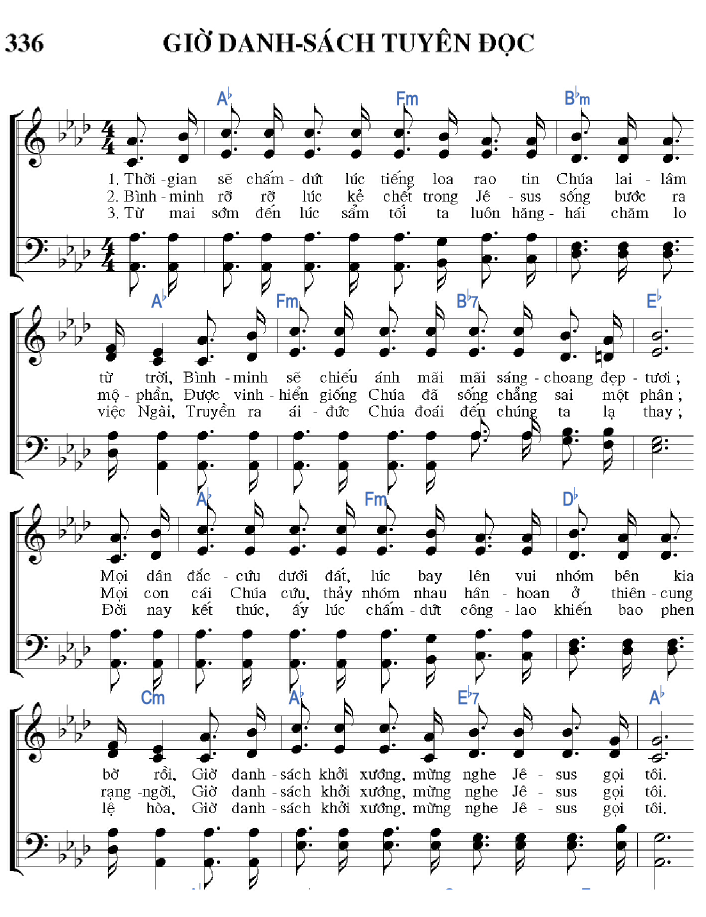 336 GIỜ DANH-SÁCH TUYÊN ĐỌC
A♭ Fm B♭m
1. Thời-gian sẽ chấm-dứt lúc tiếng loa rao tin Chúa lai-lâm
2. Bình-minh rỡ rỡ lúc kẻ chết trong Jê-sus sống bước ra
3. Từ mai sớm đến lúc sẩm tối ta luôn hăng-hái chăm lo
A♭ Fm B♭7 E♭
từ trời, Bình-minh sẽ chiếu ánh mãi mãi sáng-choang đẹp-tươi;
mộ-phần, Được vinh-hiển giống Chúa đã sống chẳng sai một phân;
việc Ngài, Truyền ra ái-đức Chúa đoái đến chúng ta lạ thay;
A♭ Fm D♭
Mọi dân đắc-cứu dưới đất, lúc bay lên vui nhóm bên kia
Mọi con cái Chúa cứu, thảy nhóm nhau hân-hoan ở thiên-cung
Đời nay kết thúc, ấy lúc chấm-dứt công-lao khiến bao phen
Cm A♭ E♭7 A♭
bờ rồi, Giờ danh-sách khởi xướng, mừng nghe Jê-sus gọi tôi.
rạng-ngời, Giờ danh-sách khởi xướng, mừng nghe Jê-sus gọi tôi.
lệ hòa, Giờ danh-sách khởi xướng, mừng nghe Jê-sus gọi tôi.